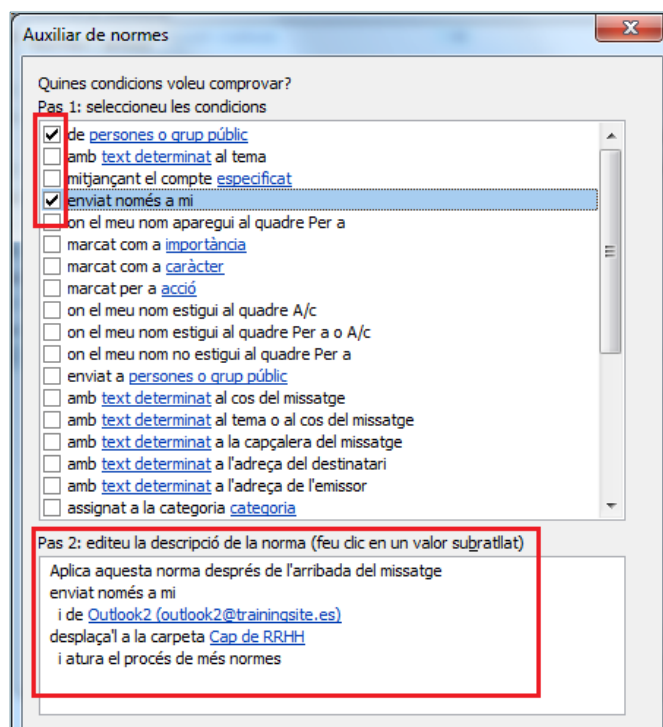 Auxiliar de normes
Quines condicions voleu comprovar?
Pas 1: seleccioneu les condicions
de persones o grup públic
amb text determinat al tema
mitjançant el compte especificat
enviat només a mi
on el meu nom aparegui al quadre Per a
marcat com a importància
marcat com a caràcter
marcat per a acció
on el meu nom estigui al quadre A/c
on el meu nom estigui al quadre Per a o A/c
on el meu nom no estigui al quadre Per a
enviat a persones o grup públic
amb text determinat al cos del missatge
amb text determinat al tema o al cos del missatge
amb text determinat a la capçalera del missatge
amb text determinat a l'adreça del destinatari
amb text determinat a l'adreça de l'emissor
assignat a la categoria categoria
Pas 2: editeu la descripció de la norma (feu clic en un valor subratllat)
Aplica aquesta norma després de l'arribada del missatge
enviat només a mi
i de Outlook2 (outlook2@trainingsite.es)
desplaça'l a la carpeta Cap de RRHH
i atura el procés de més normes